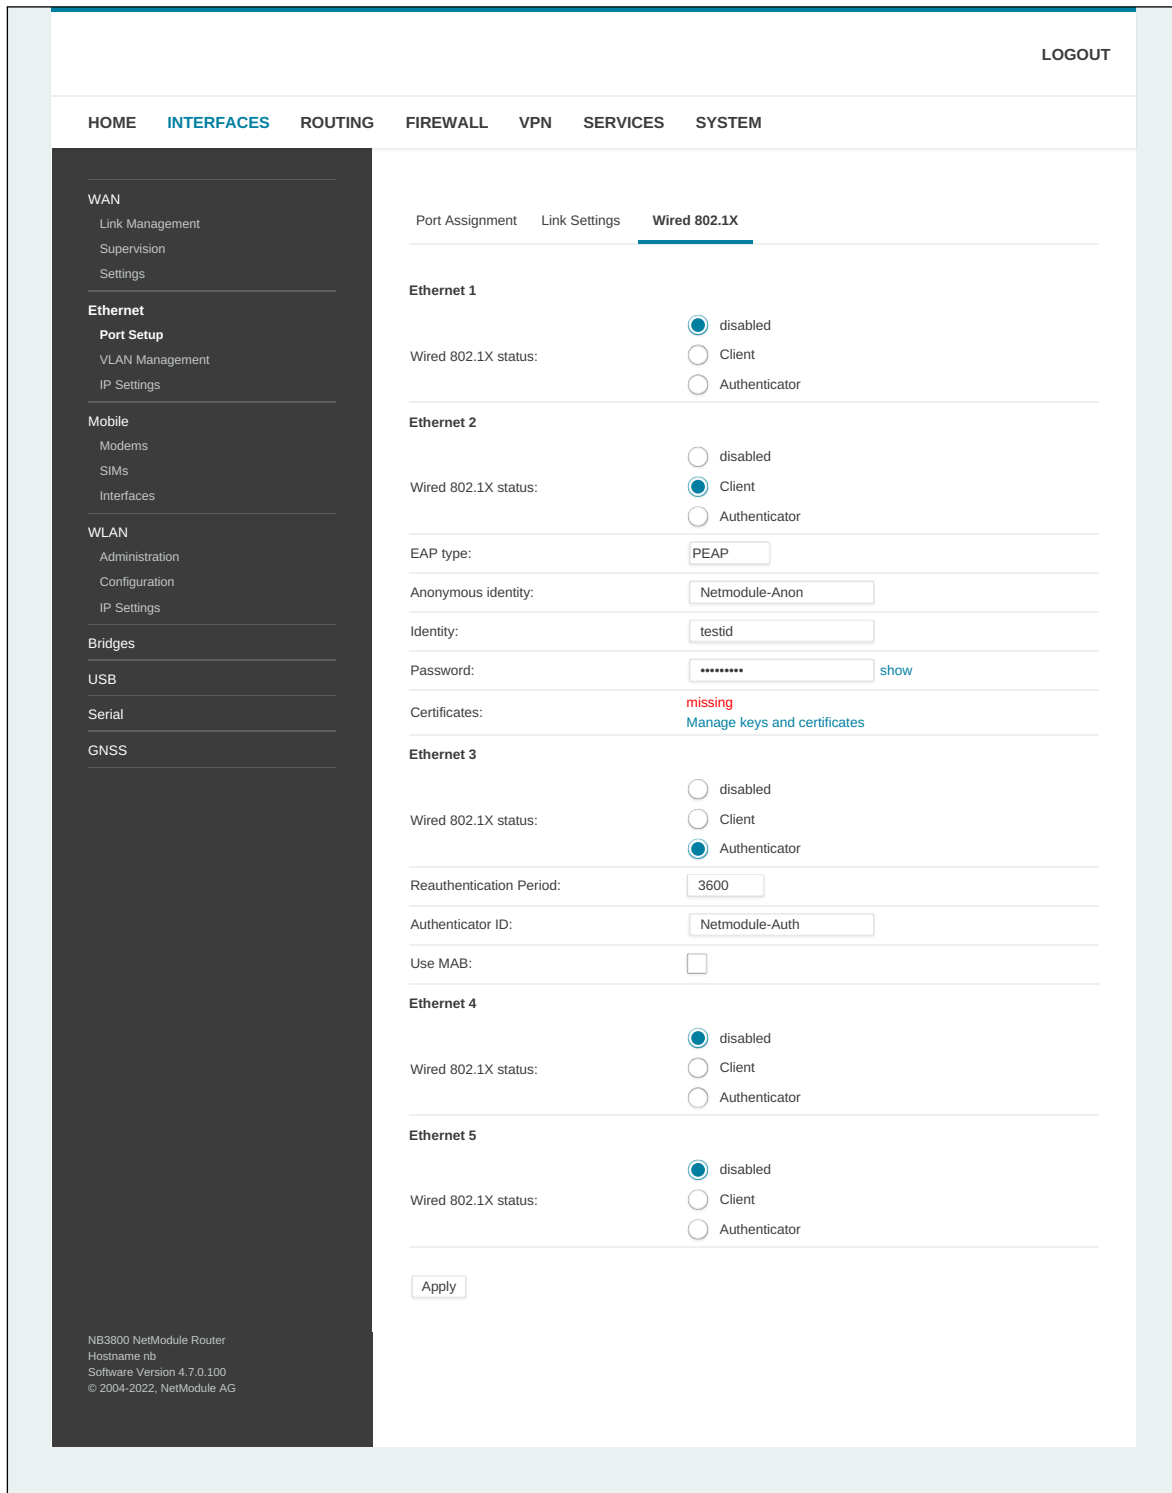 LOGOUT
HOME INTERFACES ROUTING FIREWALL VPN SERVICES SYSTEM
WAN
Link Management
Supervision
Settings
Ethernet
Port Setup
VLAN Management
IP Settings
Mobile
Modems
SIMs
Interfaces
WLAN
Administration
Configuration
IP Settings
Bridges
USB
Serial
GNSS
NB3800 NetModule Router
Hostname nb
Software Version 4.7.0.100
© 2004-2022, NetModule AG
Port Assignment Link Settings Wired 802.1X
Ethernet 1
Wired 802.1X status:
disabled
Client
Authenticator
Ethernet 2
Wired 802.1X status:
disabled
Client
Authenticator
EAP type: PEAP
Anonymous identity: Netmodule-Anon
Identity: testid
Password: ••••••••• show
Certificates:
missing
Manage keys and certificates
Ethernet 3
Wired 802.1X status:
disabled
Client
Authenticator
Reauthentication Period: 3600
Authenticator ID: Netmodule-Auth
Use MAB:
Ethernet 4
Wired 802.1X status:
disabled
Client
Authenticator
Ethernet 5
Wired 802.1X status:
disabled
Client
Authenticator
Apply